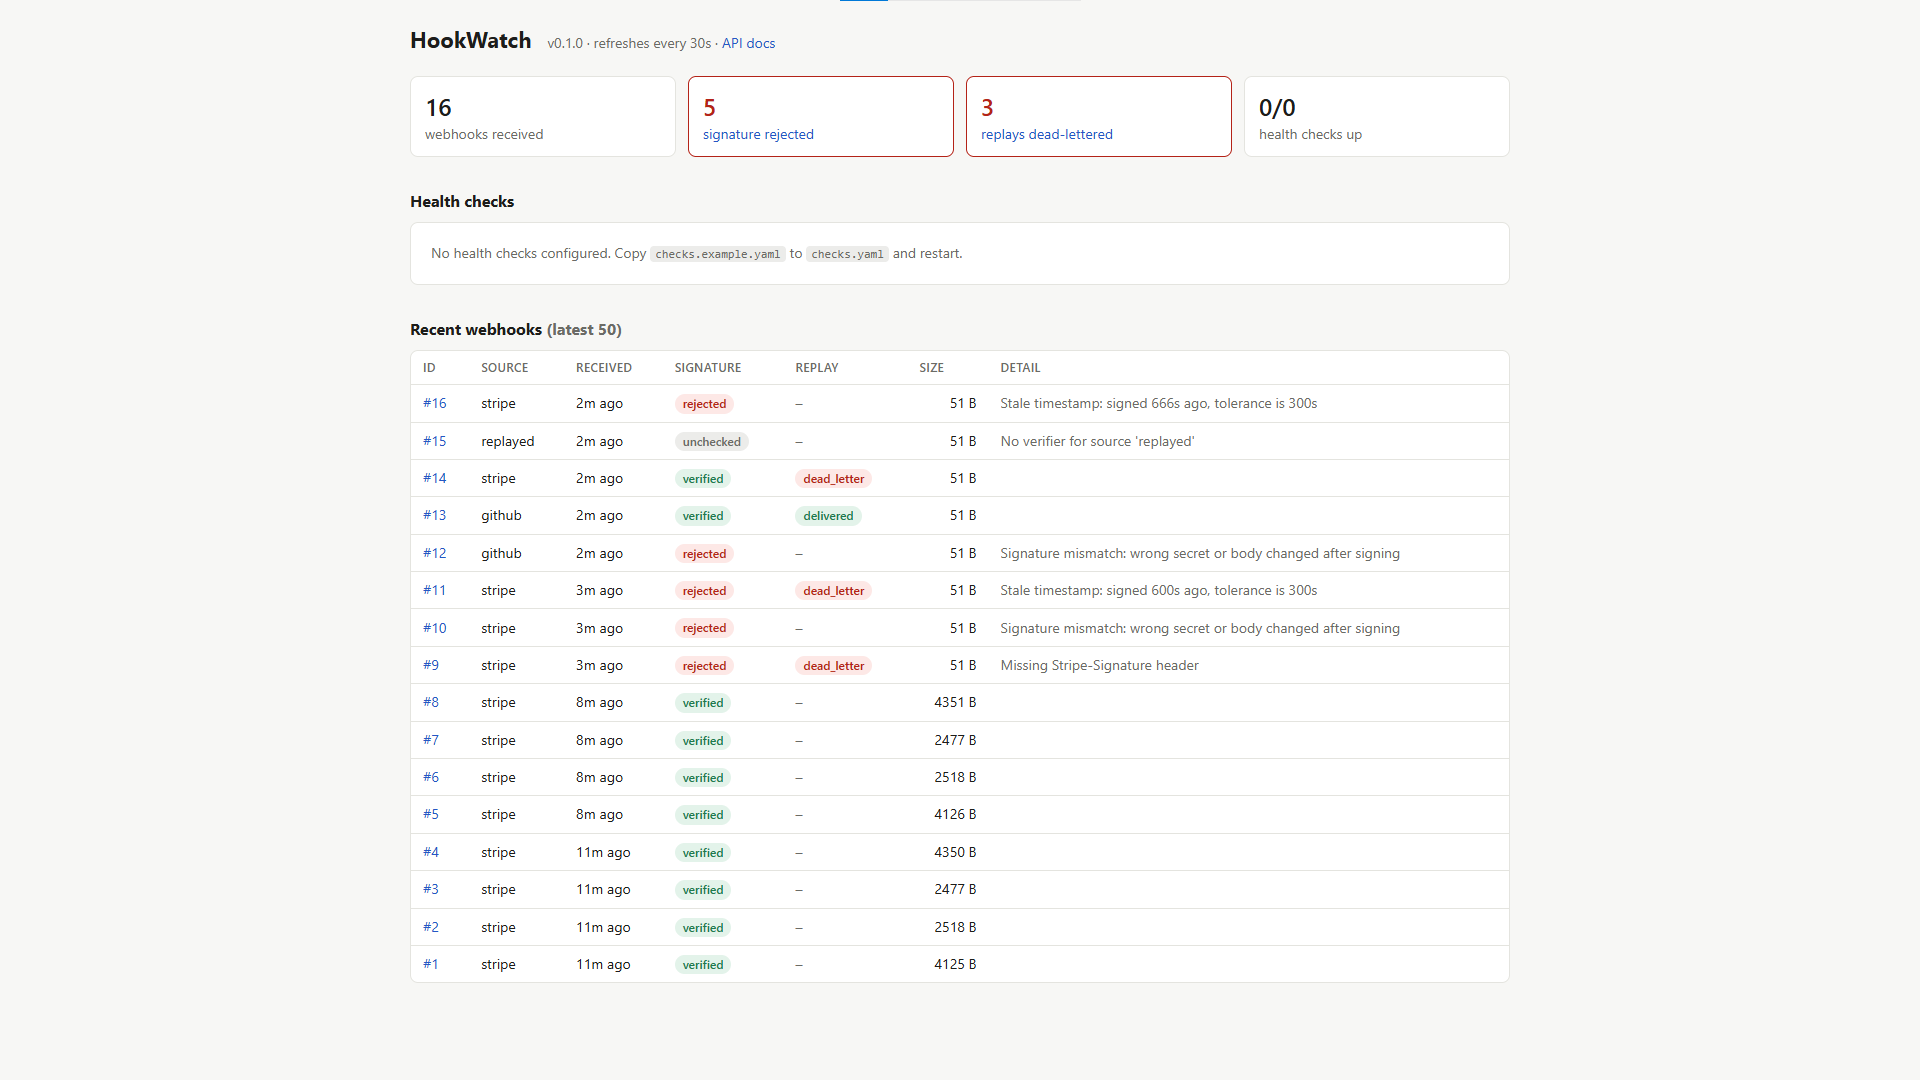 HookWatch v0.1.0 · refreshes every 30s · API docs
16
webhooks received
5
signature rejected
3
replays dead-lettered
0/0
health checks up
Health checks
No health checks configured. Copy checks.example.yaml to checks.yaml and restart.
Recent webhooks (latest 50)
ID SOURCE RECEIVED SIGNATURE REPLAY SIZE DETAIL
#16 stripe 2m ago rejected – 51 B Stale timestamp: signed 666s ago, tolerance is 300s
#15 replayed 2m ago unchecked – 51 B No verifier for source 'replayed'
#14 stripe 2m ago verified dead_letter 51 B
#13 github 2m ago verified delivered 51 B
#12 github 2m ago rejected – 51 B Signature mismatch: wrong secret or body changed after signing
#11 stripe 3m ago rejected dead_letter 51 B Stale timestamp: signed 600s ago, tolerance is 300s
#10 stripe 3m ago rejected – 51 B Signature mismatch: wrong secret or body changed after signing
#9 stripe 3m ago rejected dead_letter 51 B Missing Stripe-Signature header
#8 stripe 8m ago verified – 4351 B
#7 stripe 8m ago verified – 2477 B
#6 stripe 8m ago verified – 2518 B
#5 stripe 8m ago verified – 4126 B
#4 stripe 11m ago verified – 4350 B
#3 stripe 11m ago verified – 2477 B
#2 stripe 11m ago verified – 2518 B
#1 stripe 11m ago verified – 4125 B